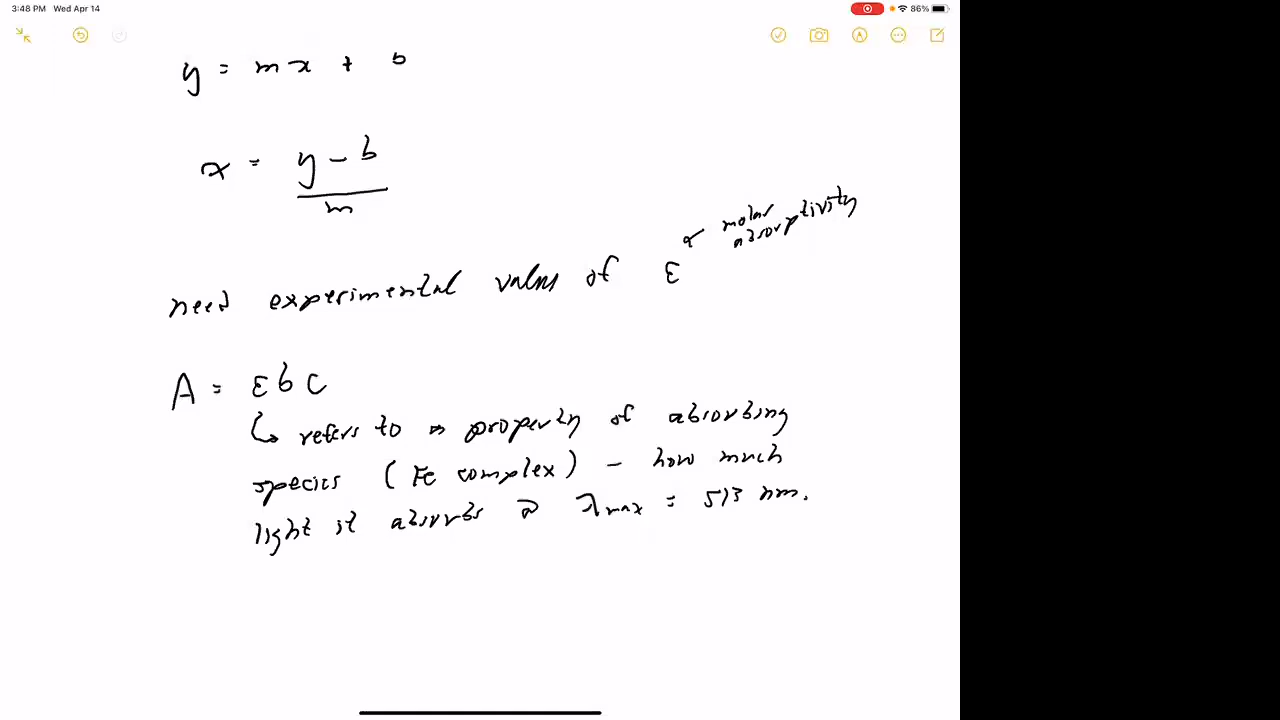 3:48 PM Wed Apr 14
86%
y = mx + b
x = y - b
m
molar
absorptivity
need experimental values of ε
A = εbc
↳ refers to a property of absorbing
species (Fe complex) - how much
light it absorbs @ λmax = 513 nm.